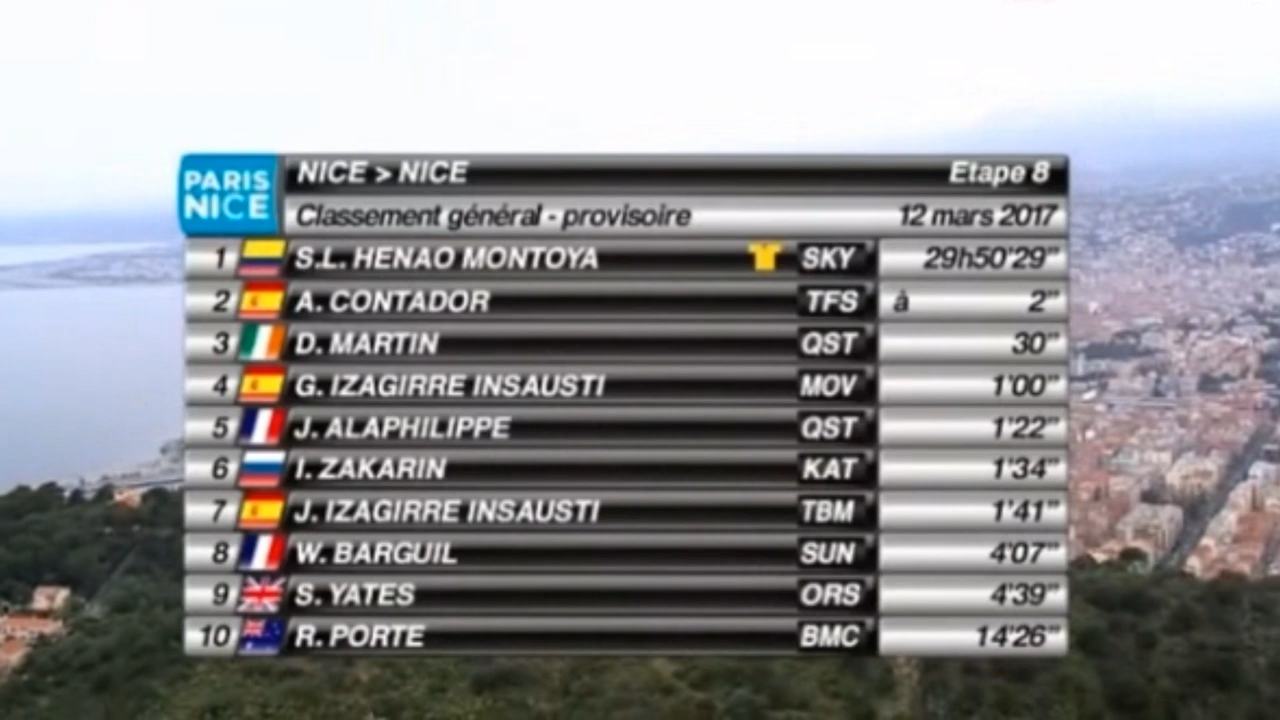 PARIS
NICE
NICE > NICE Etape 8
Classement général - provisoire 12 mars 2017
1 S.L. HENAO MONTOYA SKY 29h50'29"
2 A. CONTADOR TFS à 2"
3 D. MARTIN QST 30"
4 G. IZAGIRRE INSAUSTI MOV 1'00"
5 J. ALAPHILIPPE QST 1'22"
6 I. ZAKARIN KAT 1'34"
7 J. IZAGIRRE INSAUSTI TBM 1'41"
8 W. BARGUIL SUN 4'07"
9 S. YATES ORS 4'39"
10 R. PORTE BMC 14'26"